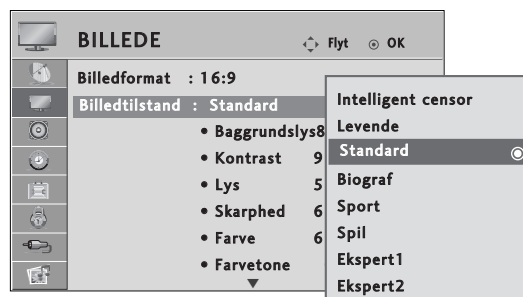 BILLEDE
Flyt OK
Billedformat : 16:9
Billedtilstand : Standard
• Baggrundslys8
• Kontrast 9
• Lys 5
• Skarphed 6
• Farve 6
• Farvetone
Intelligent censor
Levende
Standard
Biograf
Sport
Spil
Ekspert1
Ekspert2